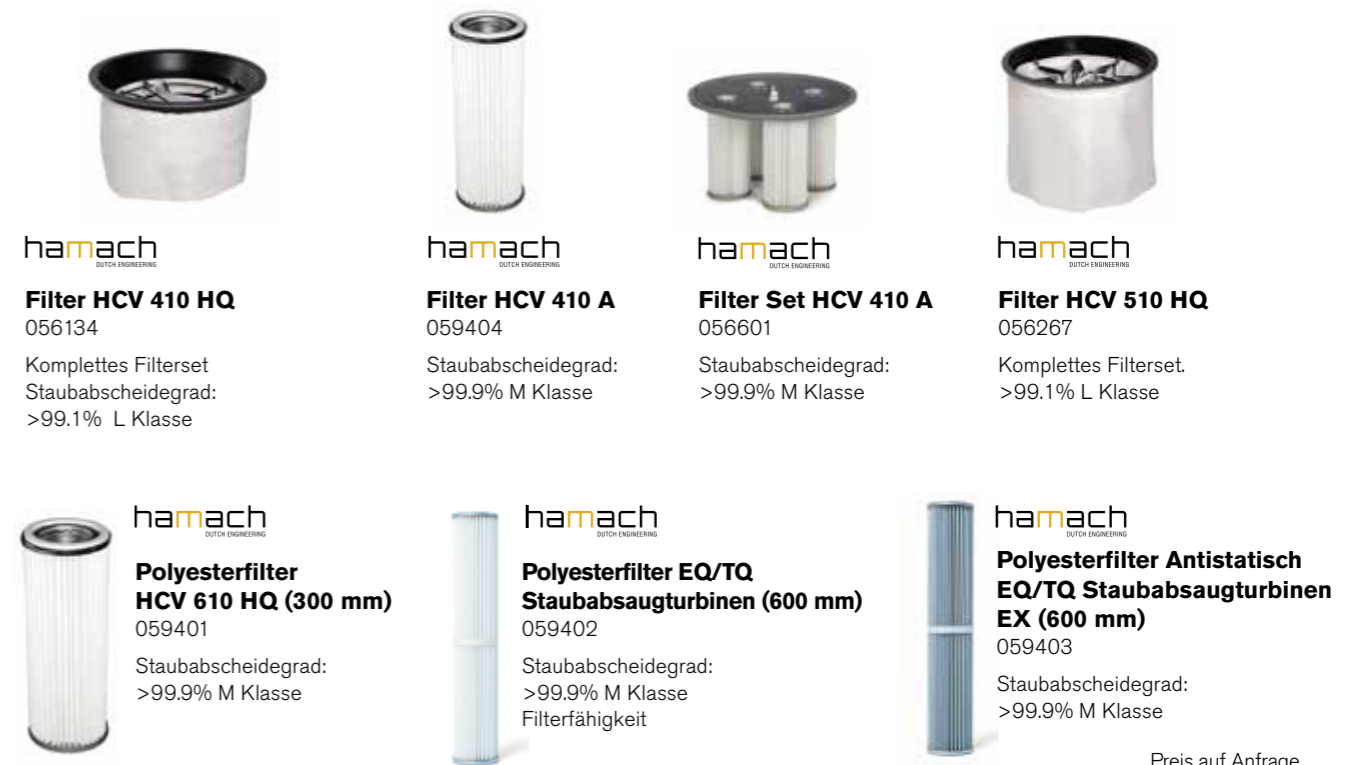 hamach
DUTCH ENGINEERING
Filter HCV 410 HQ
056134
Komplettes Filterset
Staubabscheidegrad:
>99.1% L Klasse
hamach
DUTCH ENGINEERING
Filter HCV 410 A
059404
Staubabscheidegrad:
>99.9% M Klasse
hamach
DUTCH ENGINEERING
Filter Set HCV 410 A
056601
Staubabscheidegrad:
>99.9% M Klasse
hamach
DUTCH ENGINEERING
Filter HCV 510 HQ
056267
Komplettes Filterset.
>99.1% L Klasse
hamach
DUTCH ENGINEERING
Polyesterfilter
HCV 610 HQ (300 mm)
059401
Staubabscheidegrad:
>99.9% M Klasse
hamach
DUTCH ENGINEERING
Polyesterfilter EQ/TQ
Staubabsaugturbinen (600 mm)
059402
Staubabscheidegrad:
>99.9% M Klasse
Filterfähigkeit
hamach
DUTCH ENGINEERING
Polyesterfilter Antistatisch
EQ/TQ Staubabsaugturbinen
EX (600 mm)
059403
Staubabscheidegrad:
>99.9% M Klasse
Preis auf Anfrage